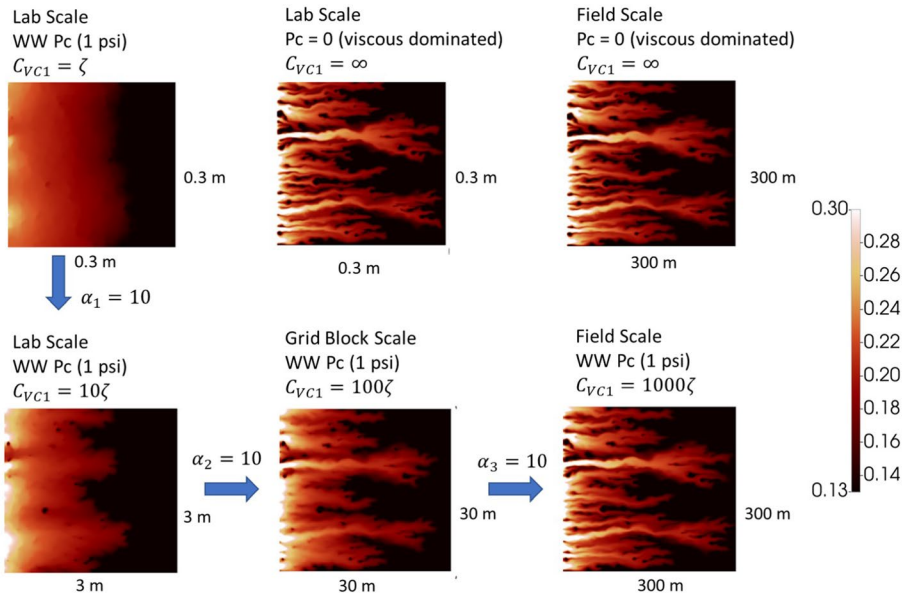 Lab Scale
WW Pc (1 psi)
C_VC1 = ζ
0.3 m
0.3 m
Lab Scale
Pc = 0 (viscous dominated)
C_VC1 = ∞
0.3 m
0.3 m
Field Scale
Pc = 0 (viscous dominated)
C_VC1 = ∞
300 m
300 m
α₁ = 10
Lab Scale
WW Pc (1 psi)
C_VC1 = 10ζ
3 m
3 m
α₂ = 10
Grid Block Scale
WW Pc (1 psi)
C_VC1 = 100ζ
30 m
30 m
α₃ = 10
Field Scale
WW Pc (1 psi)
C_VC1 = 1000ζ
300 m
300 m
0.30
0.28
0.26
0.24
0.22
0.20
0.18
0.16
0.14
0.13